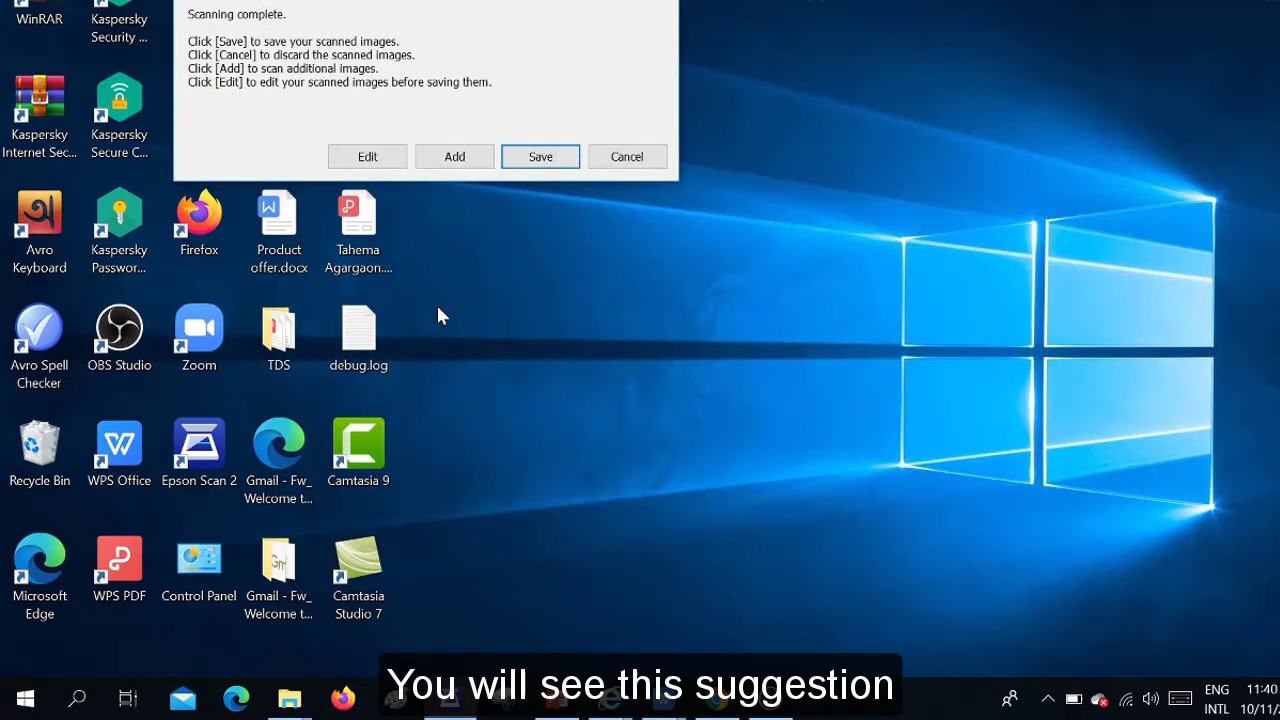 Scanning complete.
Click [Save] to save your scanned images.
Click [Cancel] to discard the scanned images.
Click [Add] to scan additional images.
Click [Edit] to edit your scanned images before saving them.
Edit
Add
Save
Cancel
WinRAR
Kaspersky
Security ...
Kaspersky
Internet Sec...
Kaspersky
Secure C...
Avro
Keyboard
Kaspersky
Passwor...
Firefox
Product
offer.docx
Tahema
Agargaon....
Avro Spell
Checker
OBS Studio
Zoom
TDS
debug.log
Recycle Bin
WPS Office
Epson Scan 2
Gmail - Fw_
Welcome t...
Camtasia 9
Microsoft
Edge
WPS PDF
Control Panel
Gmail - Fw_
Welcome t...
Camtasia
Studio 7
You will see this suggestion
ENG
INTL
11:40
10/11/2